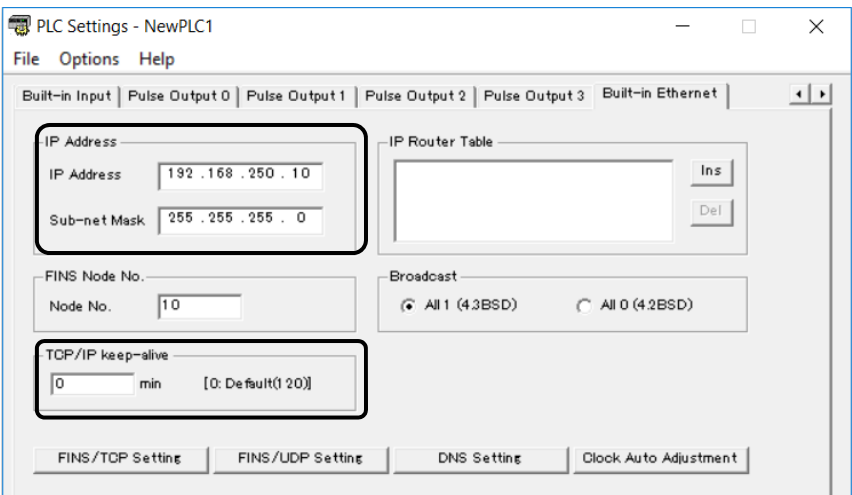 PLC Settings - NewPLC1
File Options Help
Built-in Input Pulse Output 0 Pulse Output 1 Pulse Output 2 Pulse Output 3 Built-in Ethernet
IP Address
IP Address 192 .168 .250 . 10
Sub-net Mask 255 .255 .255 . 0
IP Router Table
Ins
Del
FINS Node No.
Node No. 10
Broadcast
All 1 (4.3BSD) All 0 (4.2BSD)
TCP/IP keep-alive
0 min [0: Default(120)]
FINS/TCP Setting FINS/UDP Setting DNS Setting Clock Auto Adjustment